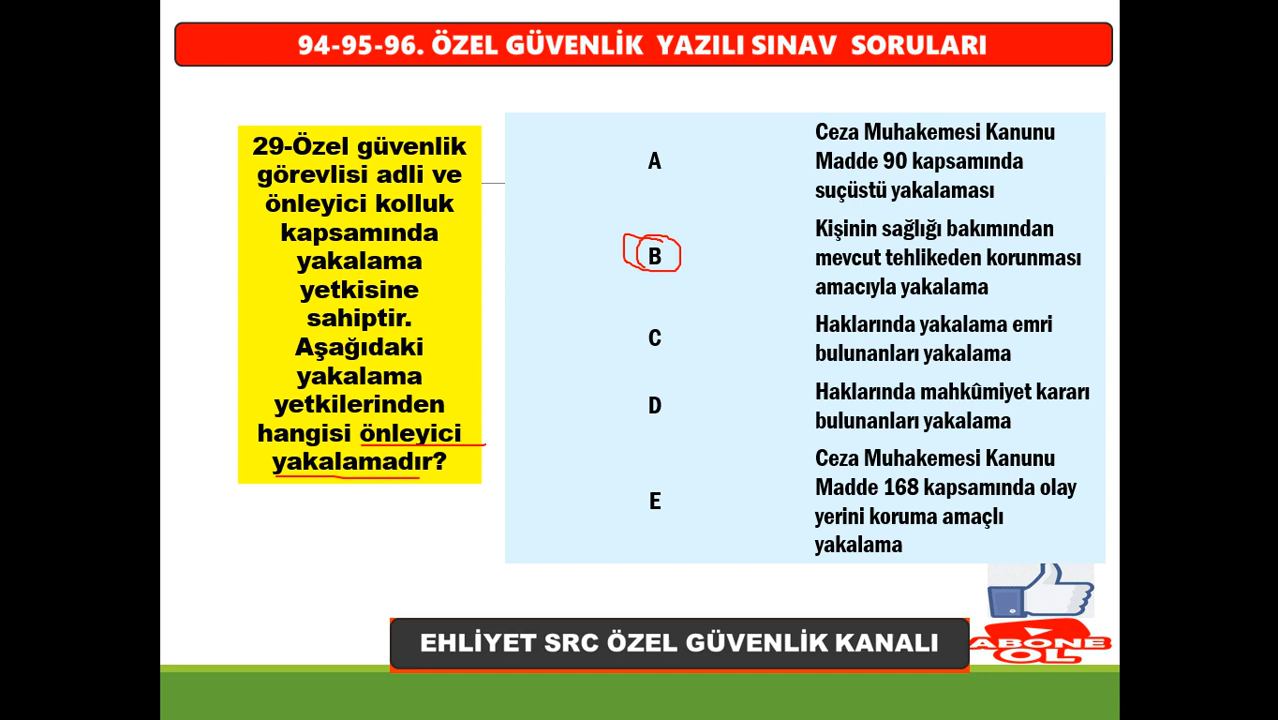 94-95-96. ÖZEL GÜVENLİK YAZILI SINAV SORULARI
29-Özel güvenlik
görevlisi adli ve
önleyici kolluk
kapsamında
yakalama
yetkisine
sahiptir.
Aşağıdaki
yakalama
yetkilerinden
hangisi önleyici
yakalamadır?
A
Ceza Muhakemesi Kanunu
Madde 90 kapsamında
suçüstü yakalaması
B
Kişinin sağlığı bakımından
mevcut tehlikeden korunması
amacıyla yakalama
C
Haklarında yakalama emri
bulunanları yakalama
D
Haklarında mahkûmiyet kararı
bulunanları yakalama
E
Ceza Muhakemesi Kanunu
Madde 168 kapsamında olay
yerini koruma amaçlı
yakalama
EHLİYET SRC ÖZEL GÜVENLİK KANALI
ABONE
OL